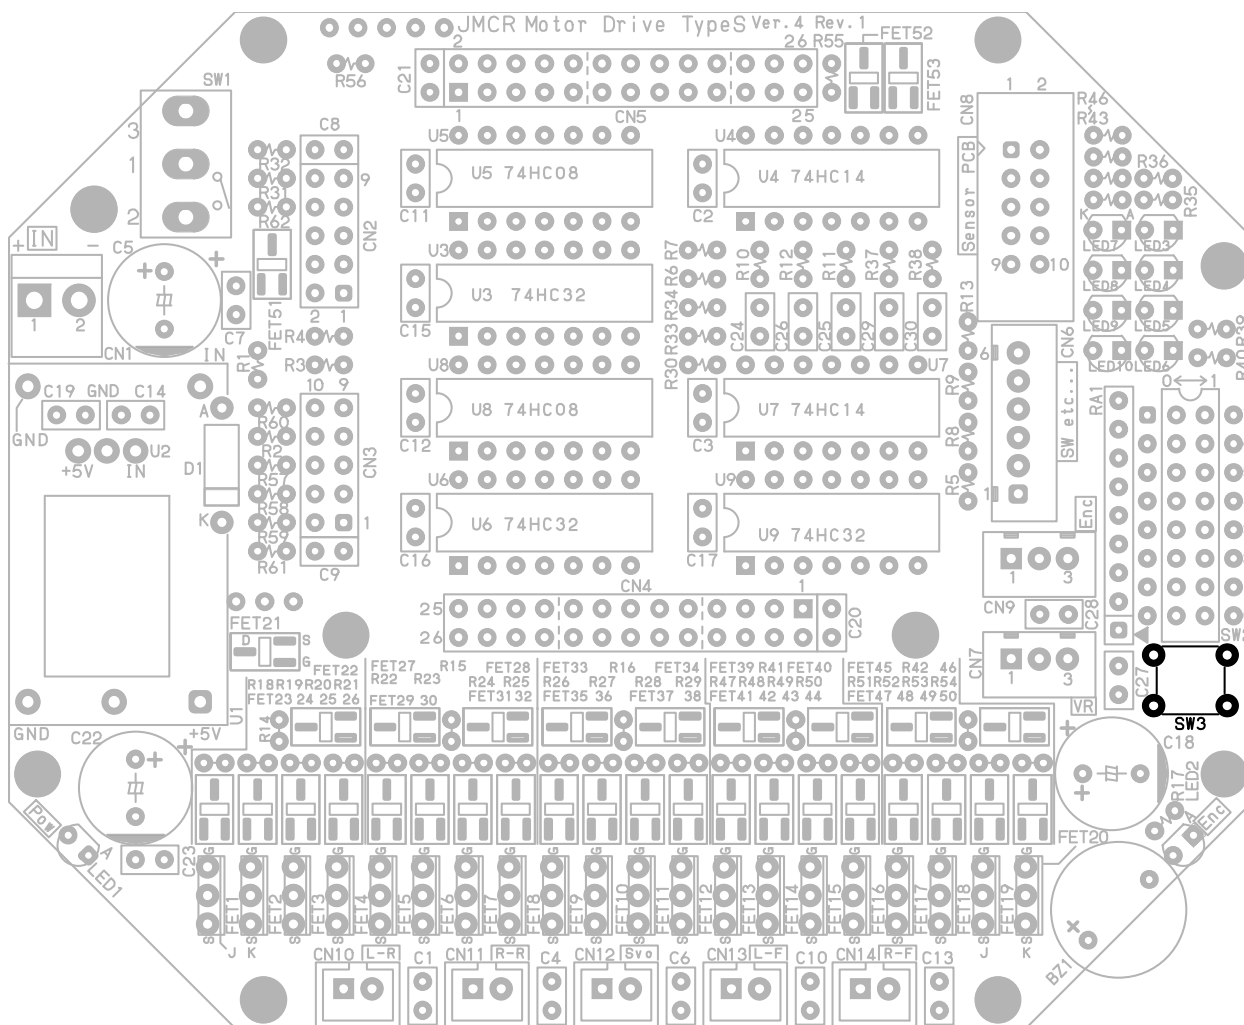 JMCR Motor Drive TypeS Ver.4 Rev.1
2 26 R55 FET52
R56 C21 FET53
SW1 1 CN5 25 CN8 1 2 R46
R43
3 C8 U5 U4
1 R32 9 U5 74HC08 U4 74HC14 Sensor PCB R36
R31 R35
2 R62 C11 C2 K A
+ IN - C5 + CN2 LED7 LED3
U3 R7 R10 R12 R11 R37 R38 9 10
+ R6 LED8 LED4
1 2 U3 74HC32 R34 R13
C7 FET51 2 1 C15 C24 C26 C25 C29 C30 LED9 LED5
CN1 IN R4 R33 CN6 R39
R1 R3 U8 R30 U7 6 LED10 LED6 R40
10 9 R9 0 1
C19 GND C14 A U8 74HC08 U7 74HC14 SW etc... RA1
GND R60 C12 C3 R8
+5V IN U2 R2 CN3
D1 R57 U6 U9 R5 1
R58 Enc
K R59 1 U6 74HC32 U9 74HC32
R61 C9 C16 C17 1 3
CN4 1
25 C20 CN9 C28
FET21 26 SW2
D S G FET22 FET27 R15 FET28 FET33 R16 FET34 FET39 R41 FET40 FET45 R42 46 CN7 1 3 C27
R18 R19 R20 R21 R22 R23 R24 R25 R26 R27 R28 R29 R47 R48 R49 R50 R51 R52 R53 R54
FET23 24 25 26 FET29 30 FET31 32 FET35 36 FET37 38 FET41 42 43 44 FET47 48 49 50 VR
U1 R14 SW3
GND C22 +5V + + C18
+ R17 LED2
Pow A Enc
LED1 C23 G G G G G G G G G G G G G G G G G G G G FET20
FET1 FET2 FET3 FET4 FET5 FET6 FET7 FET8 FET9 FET10 FET11 FET12 FET13 FET14 FET15 FET16 FET17 FET18 FET19
S S S S S S S S S S S S S S S S S S S S +
J K J K BZ1
CN10 L-R C1 CN11 R-R C4 CN12 Svo C6 CN13 L-F C10 CN14 R-F C13